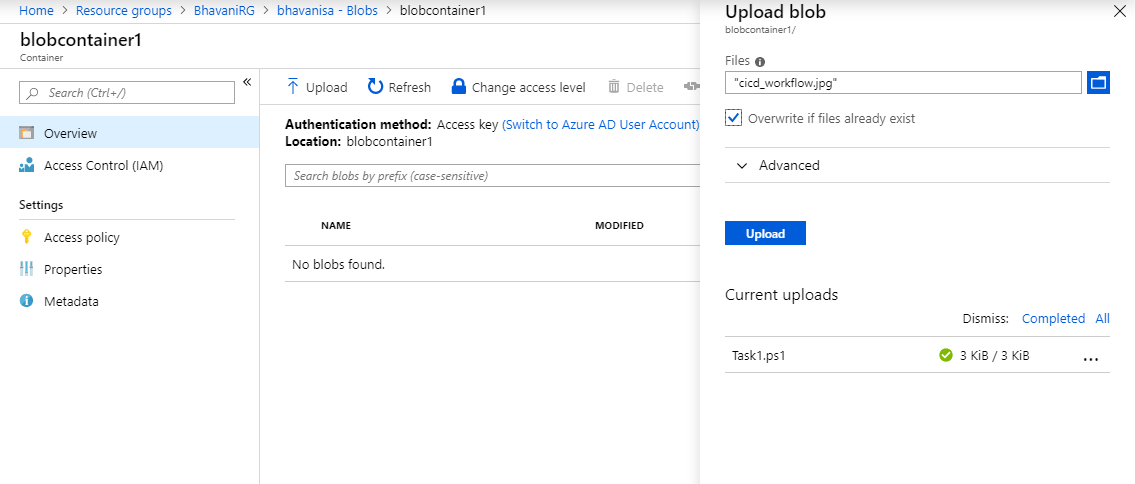 Home > Resource groups > BhavaniRG > bhavanisa - Blobs > blobcontainer1
blobcontainer1
Container
Search (Ctrl+/)
«
Overview
Access Control (IAM)
Settings
Access policy
Properties
Metadata
Upload
Refresh
Change access level
Delete
Authentication method: Access key (Switch to Azure AD User Account)
Location: blobcontainer1
Search blobs by prefix (case-sensitive)
NAME MODIFIED
No blobs found.
Upload blob
blobcontainer1/
Files
"cicd_workflow.jpg"
Overwrite if files already exist
Advanced
Upload
Current uploads
Dismiss: Completed All
Task1.ps1 3 KiB / 3 KiB ...